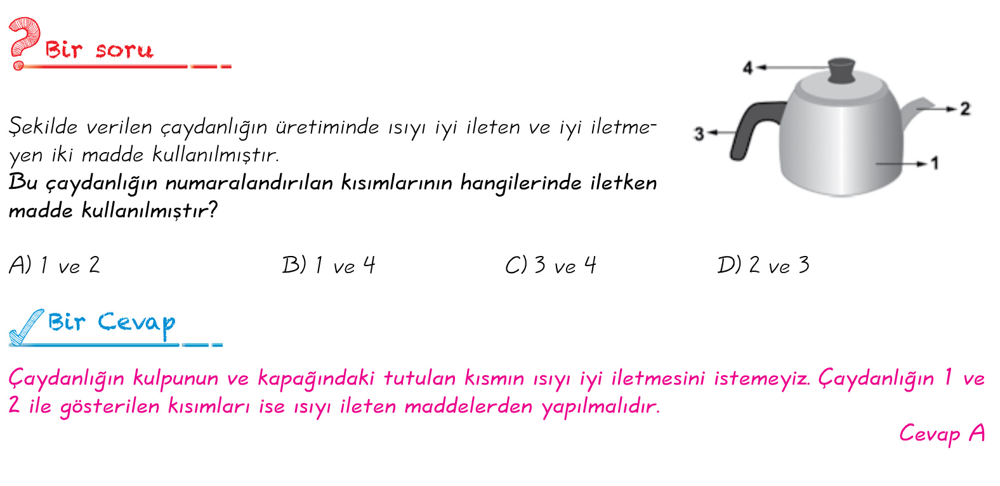 ?
Bir soru
Şekilde verilen çaydanlığın üretiminde ısıyı iyi ileten ve iyi iletme-
yen iki madde kullanılmıştır.
Bu çaydanlığın numaralandırılan kısımlarının hangilerinde iletken
madde kullanılmıştır?
4
2
3
1
A) 1 ve 2 B) 1 ve 4 C) 3 ve 4 D) 2 ve 3
Bir Cevap
Çaydanlığın kulpunun ve kapağındaki tutulan kısmın ısıyı iyi iletmesini istemeyiz. Çaydanlığın 1 ve
2 ile gösterilen kısımları ise ısıyı ileten maddelerden yapılmalıdır.
Cevap A